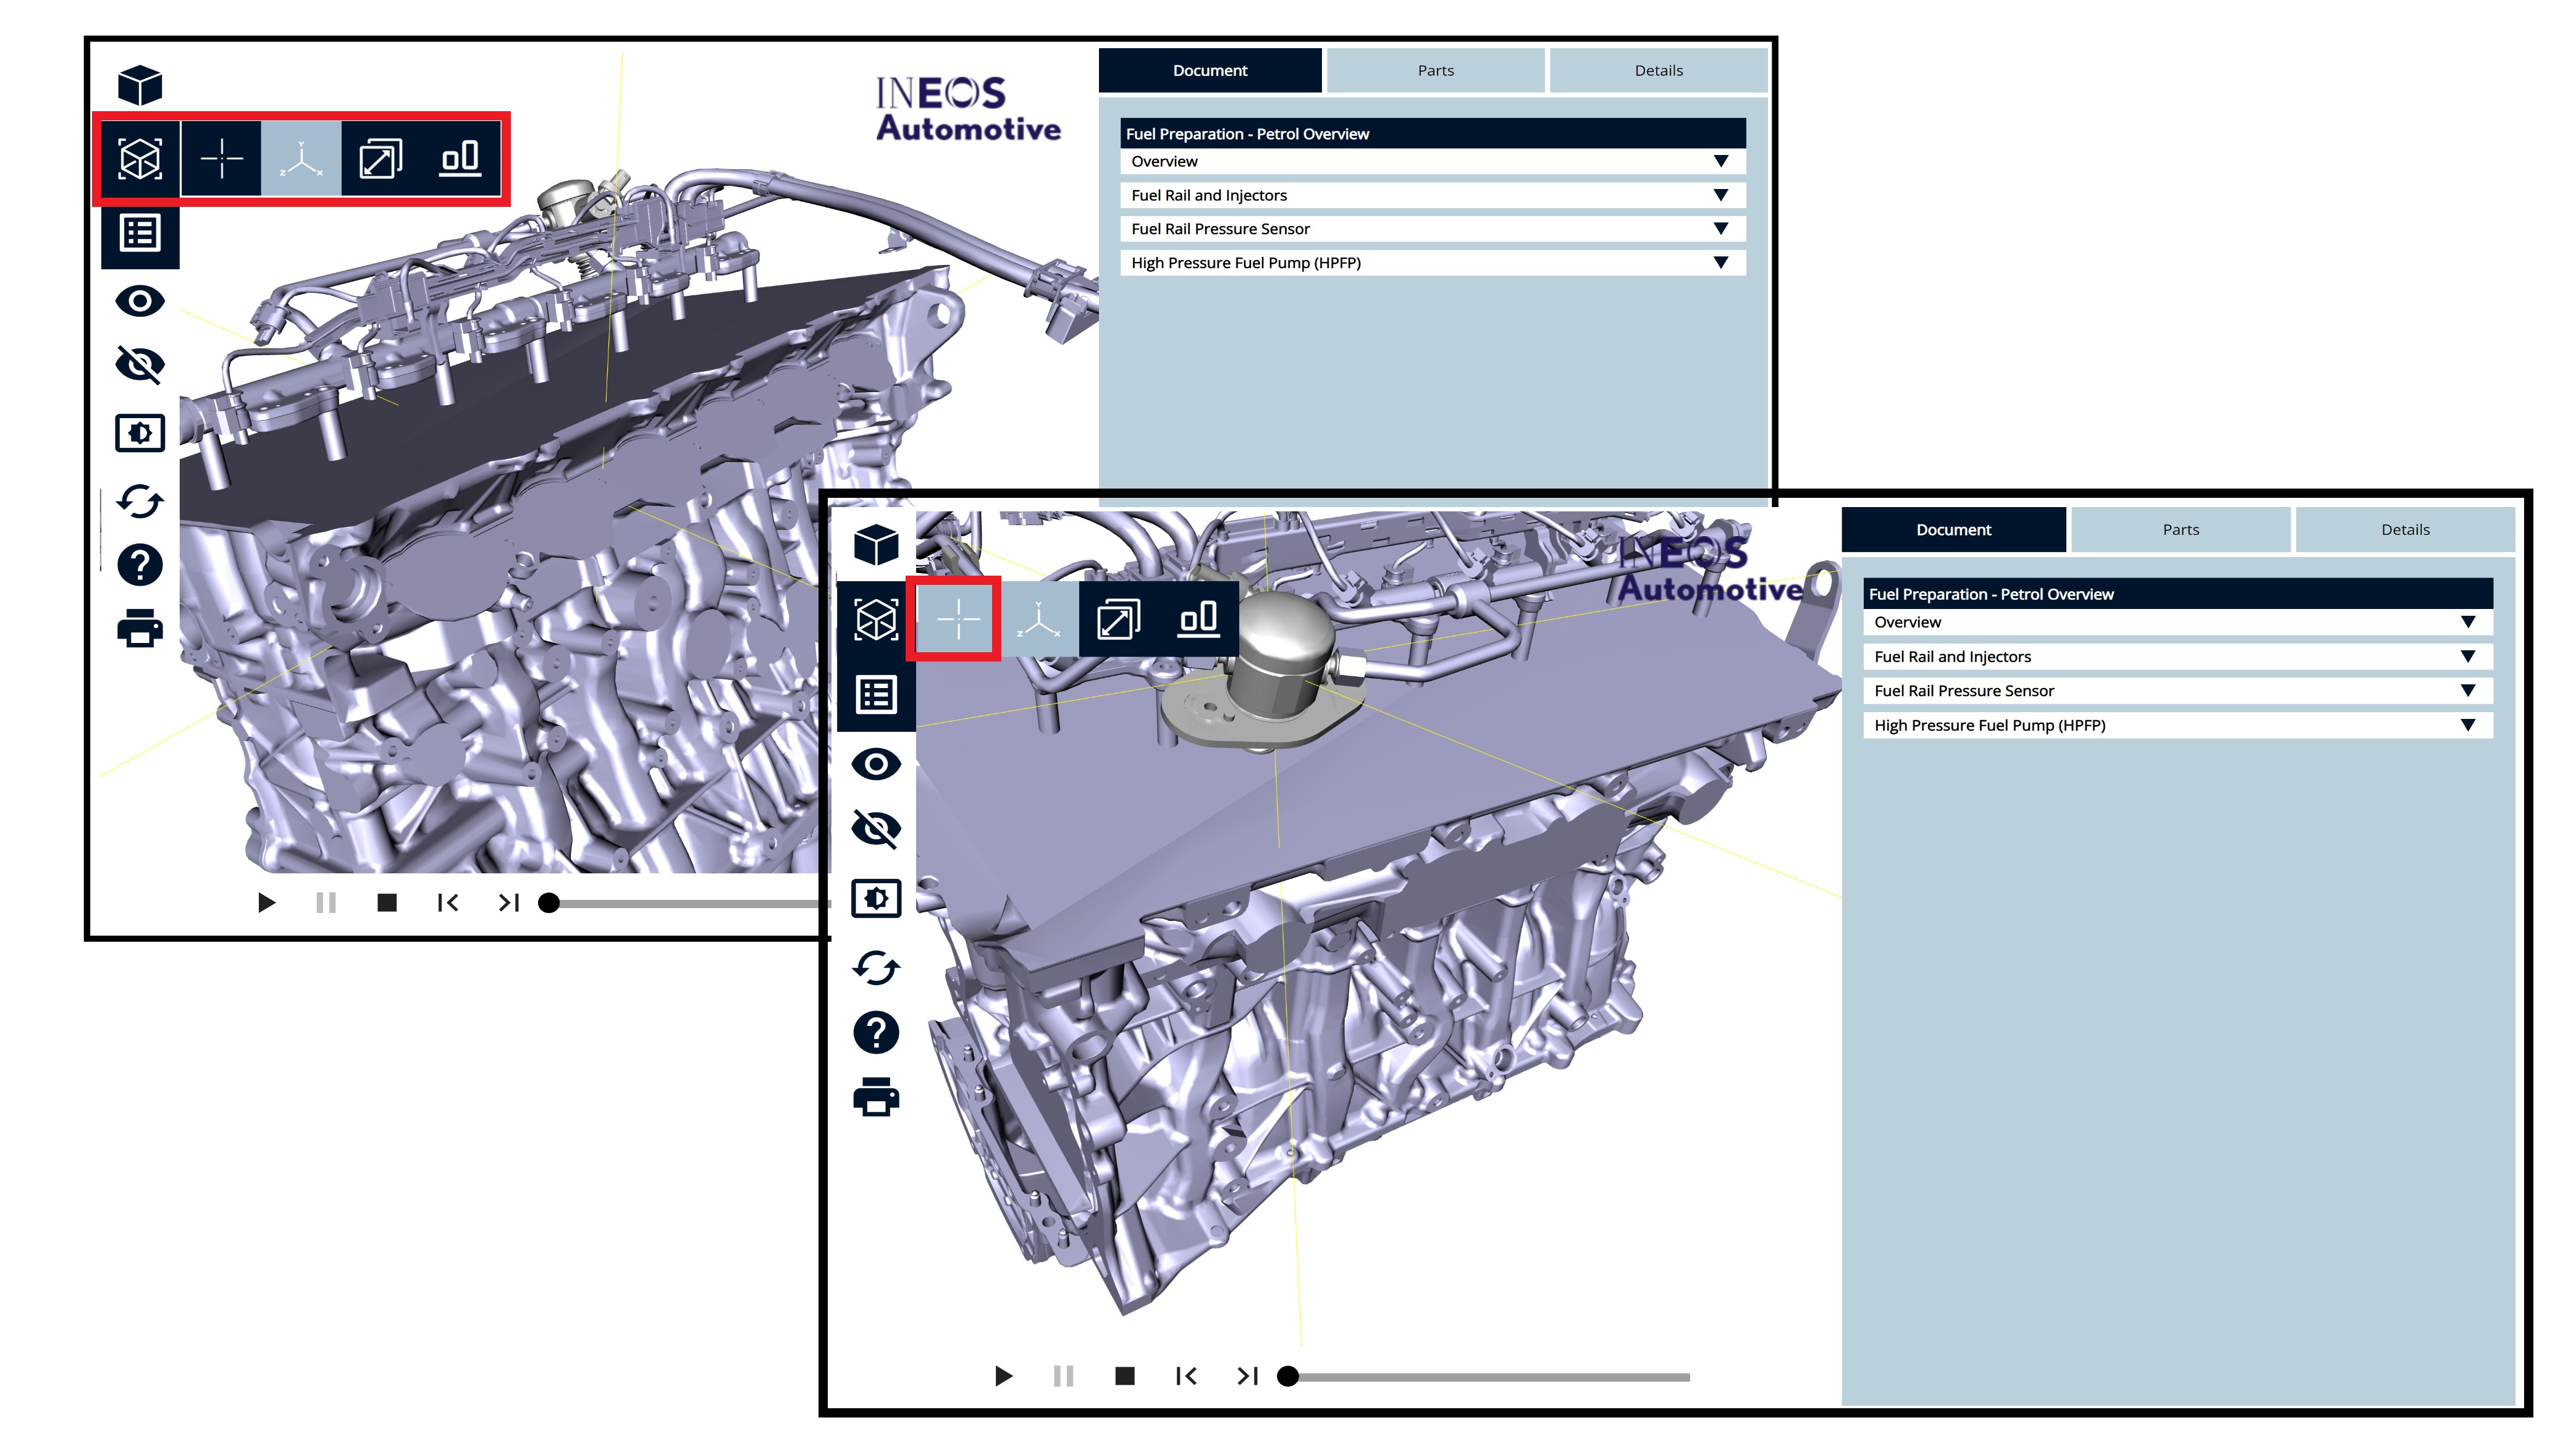 INEOS
Automotive
Document
Parts
Details
Fuel Preparation - Petrol Overview
Overview
Fuel Rail and Injectors
Fuel Rail Pressure Sensor
High Pressure Fuel Pump (HPFP)
Y
Z
X
?
INEOS
Automotive
Document
Parts
Details
Fuel Preparation - Petrol Overview
Overview
Fuel Rail and Injectors
Fuel Rail Pressure Sensor
High Pressure Fuel Pump (HPFP)
Y
Z
X
?